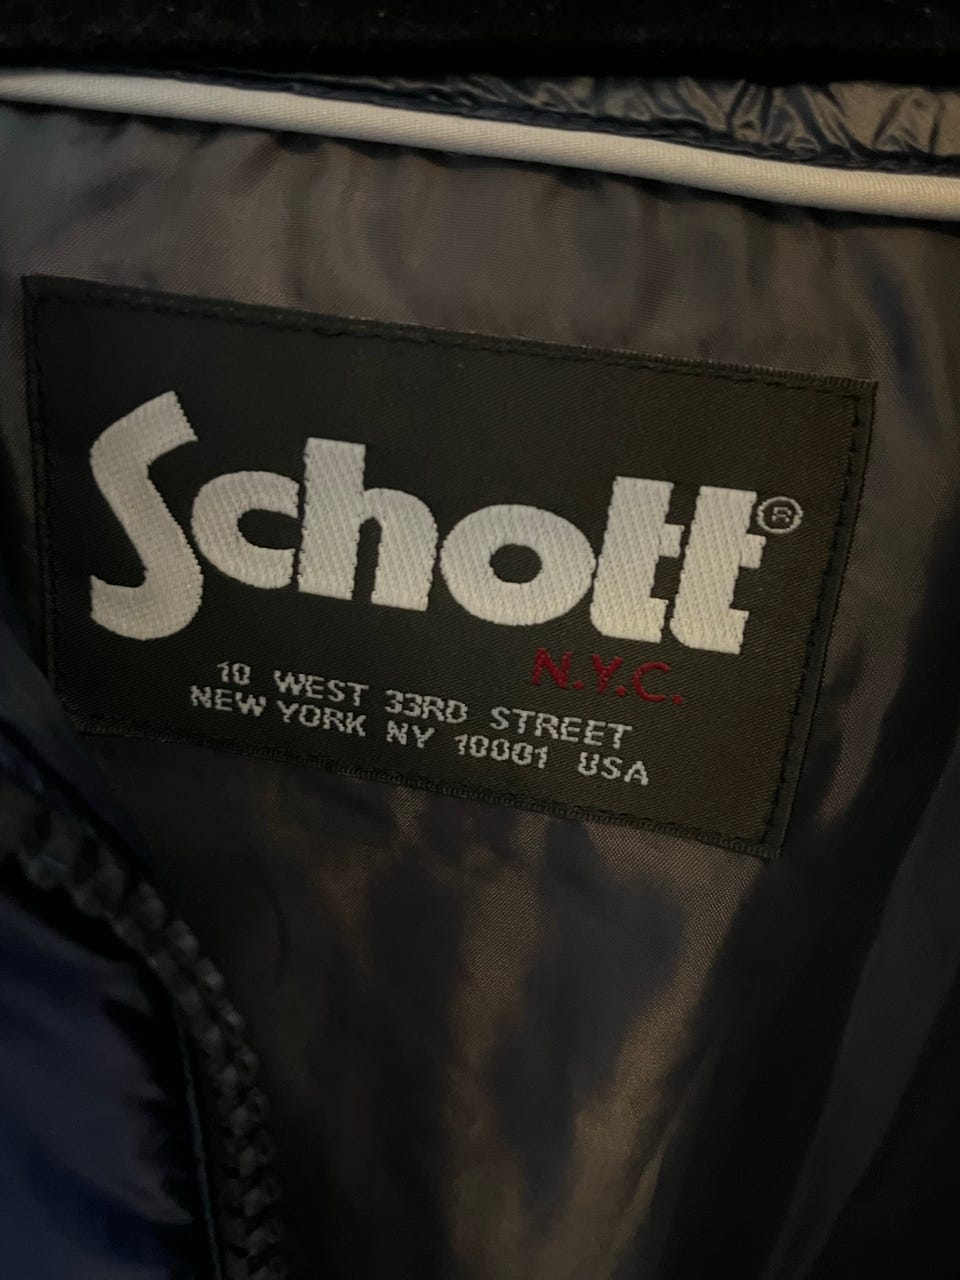 Schott®
N.Y.C.
10 WEST 33RD STREET
NEW YORK NY 10001 USA